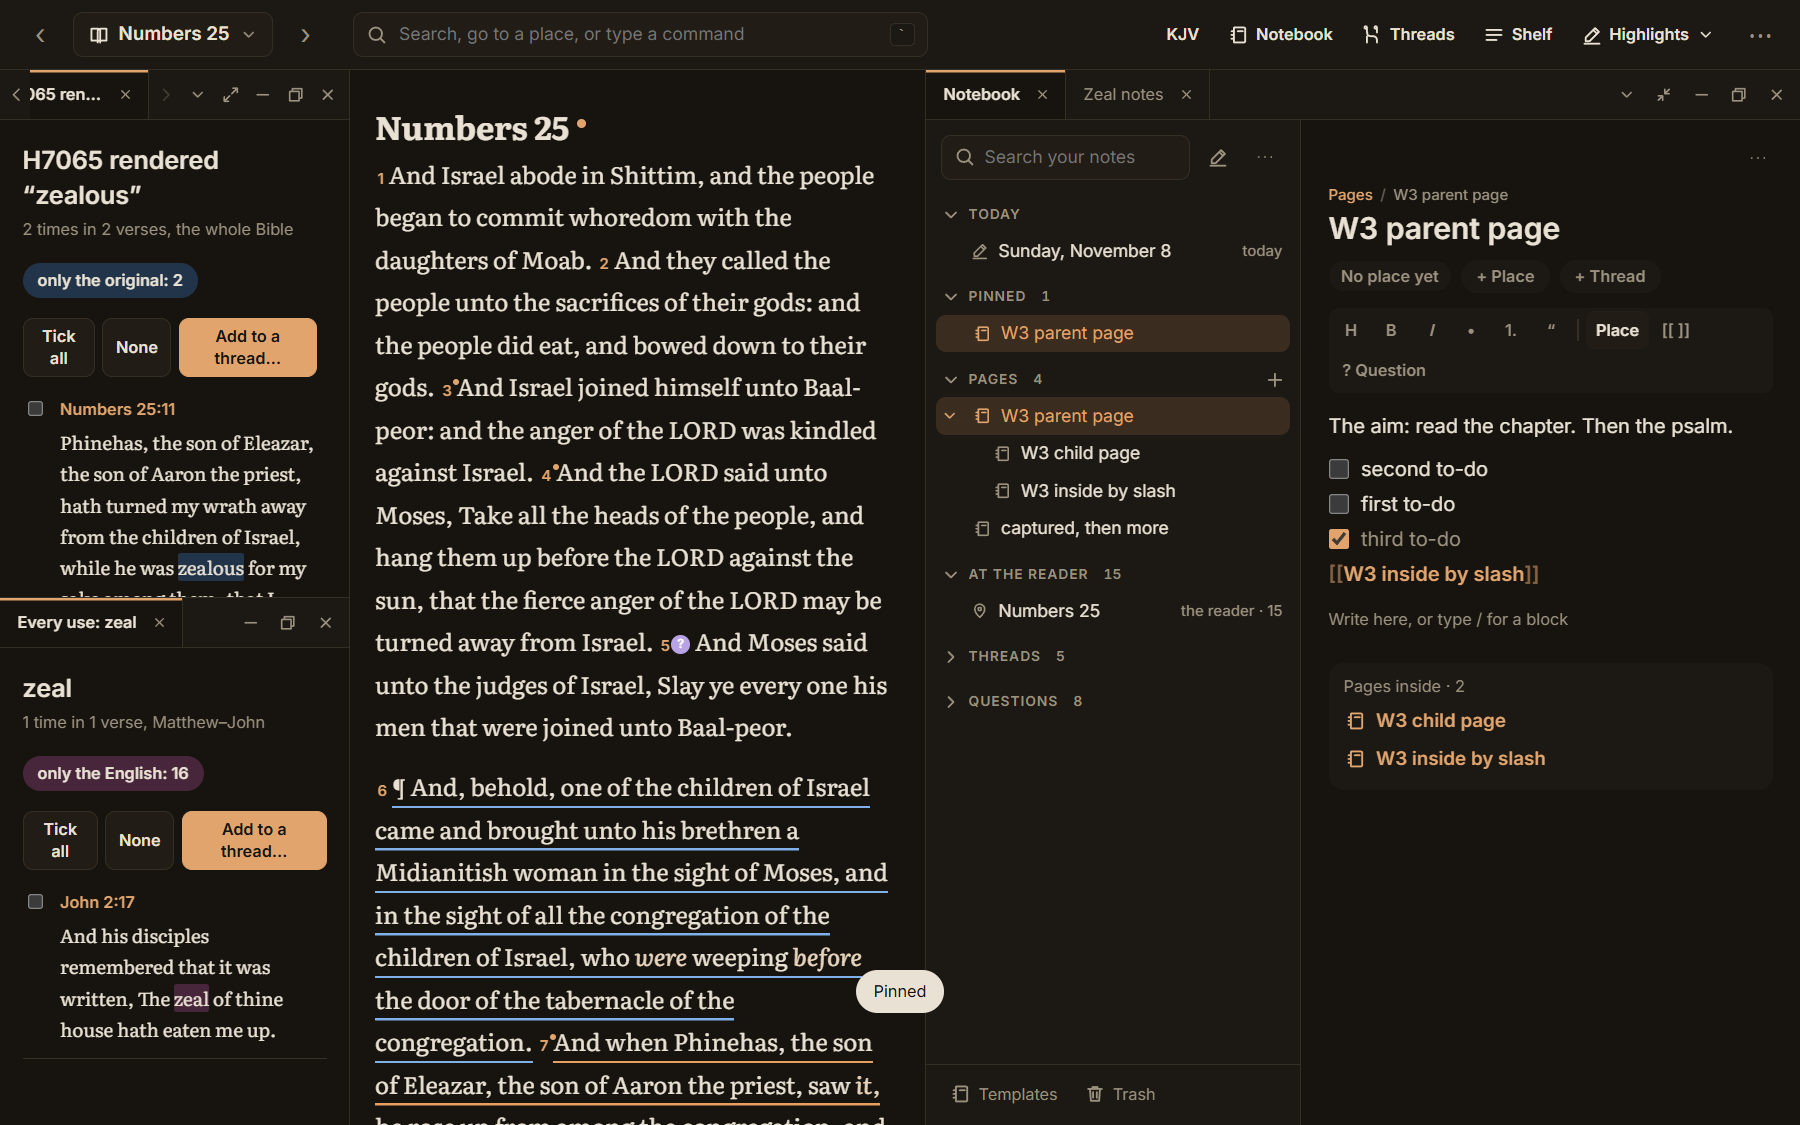 Numbers 25
Search, go to a place, or type a command
`
KJV
Notebook
Threads
Shelf
Highlights
065 ren...
H7065 rendered
“zealous”
2 times in 2 verses, the whole Bible
only the original: 2
Tick
all
None
Add to a
thread...
Numbers 25:11
Phinehas, the son of Eleazar,
the son of Aaron the priest,
hath turned my wrath away
from the children of Israel,
while he was zealous for my
Every use: zeal
zeal
1 time in 1 verse, Matthew–John
only the English: 16
Tick
all
None
Add to a
thread...
John 2:17
And his disciples
remembered that it was
written, The zeal of thine
house hath eaten me up.
Numbers 25
1 And Israel abode in Shittim, and the people
began to commit whoredom with the
daughters of Moab. 2 And they called the
people unto the sacrifices of their gods: and
the people did eat, and bowed down to their
gods. 3 And Israel joined himself unto Baal-
peor: and the anger of the LORD was kindled
against Israel. 4 And the LORD said unto
Moses, Take all the heads of the people, and
hang them up before the LORD against the
sun, that the fierce anger of the LORD may be
turned away from Israel. 5 ? And Moses said
unto the judges of Israel, Slay ye every one his
men that were joined unto Baal-peor.
6 ¶ And, behold, one of the children of Israel
came and brought unto his brethren a
Midianitish woman in the sight of Moses, and
in the sight of all the congregation of the
children of Israel, who were weeping before
the door of the tabernacle of the
congregation. 7 And when Phinehas, the son
of Eleazar, the son of Aaron the priest, saw it,
he rose up from among the congregation, and
Pinned
Notebook
Zeal notes
Search your notes
TODAY
Sunday, November 8 today
PINNED 1
W3 parent page
PAGES 4
W3 parent page
W3 child page
W3 inside by slash
captured, then more
AT THE READER 15
Numbers 25 the reader · 15
THREADS 5
QUESTIONS 8
Templates
Trash
Pages / W3 parent page
W3 parent page
No place yet
+ Place
+ Thread
H B I • 1. “ Place [[ ]]
? Question
The aim: read the chapter. Then the psalm.
second to-do
first to-do
third to-do
[[W3 inside by slash]]
Write here, or type / for a block
Pages inside · 2
W3 child page
W3 inside by slash